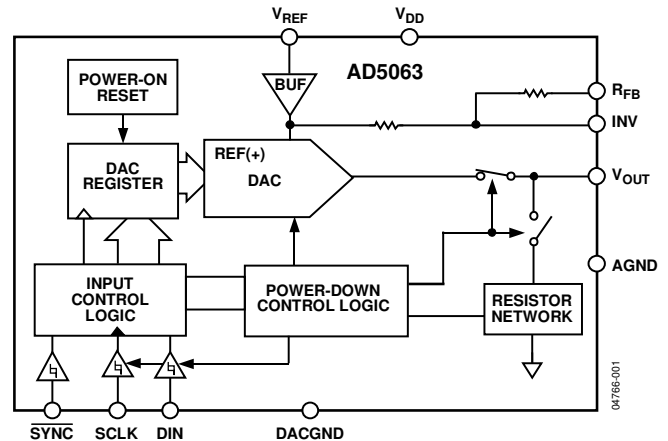 VREF
VDD
POWER-ON
RESET
BUF
AD5063
RFB
INV
DAC
REGISTER
REF(+)
DAC
VOUT
INPUT
CONTROL
LOGIC
POWER-DOWN
CONTROL LOGIC
RESISTOR
NETWORK
AGND
04766-001
SYNC
SCLK
DIN
DACGND